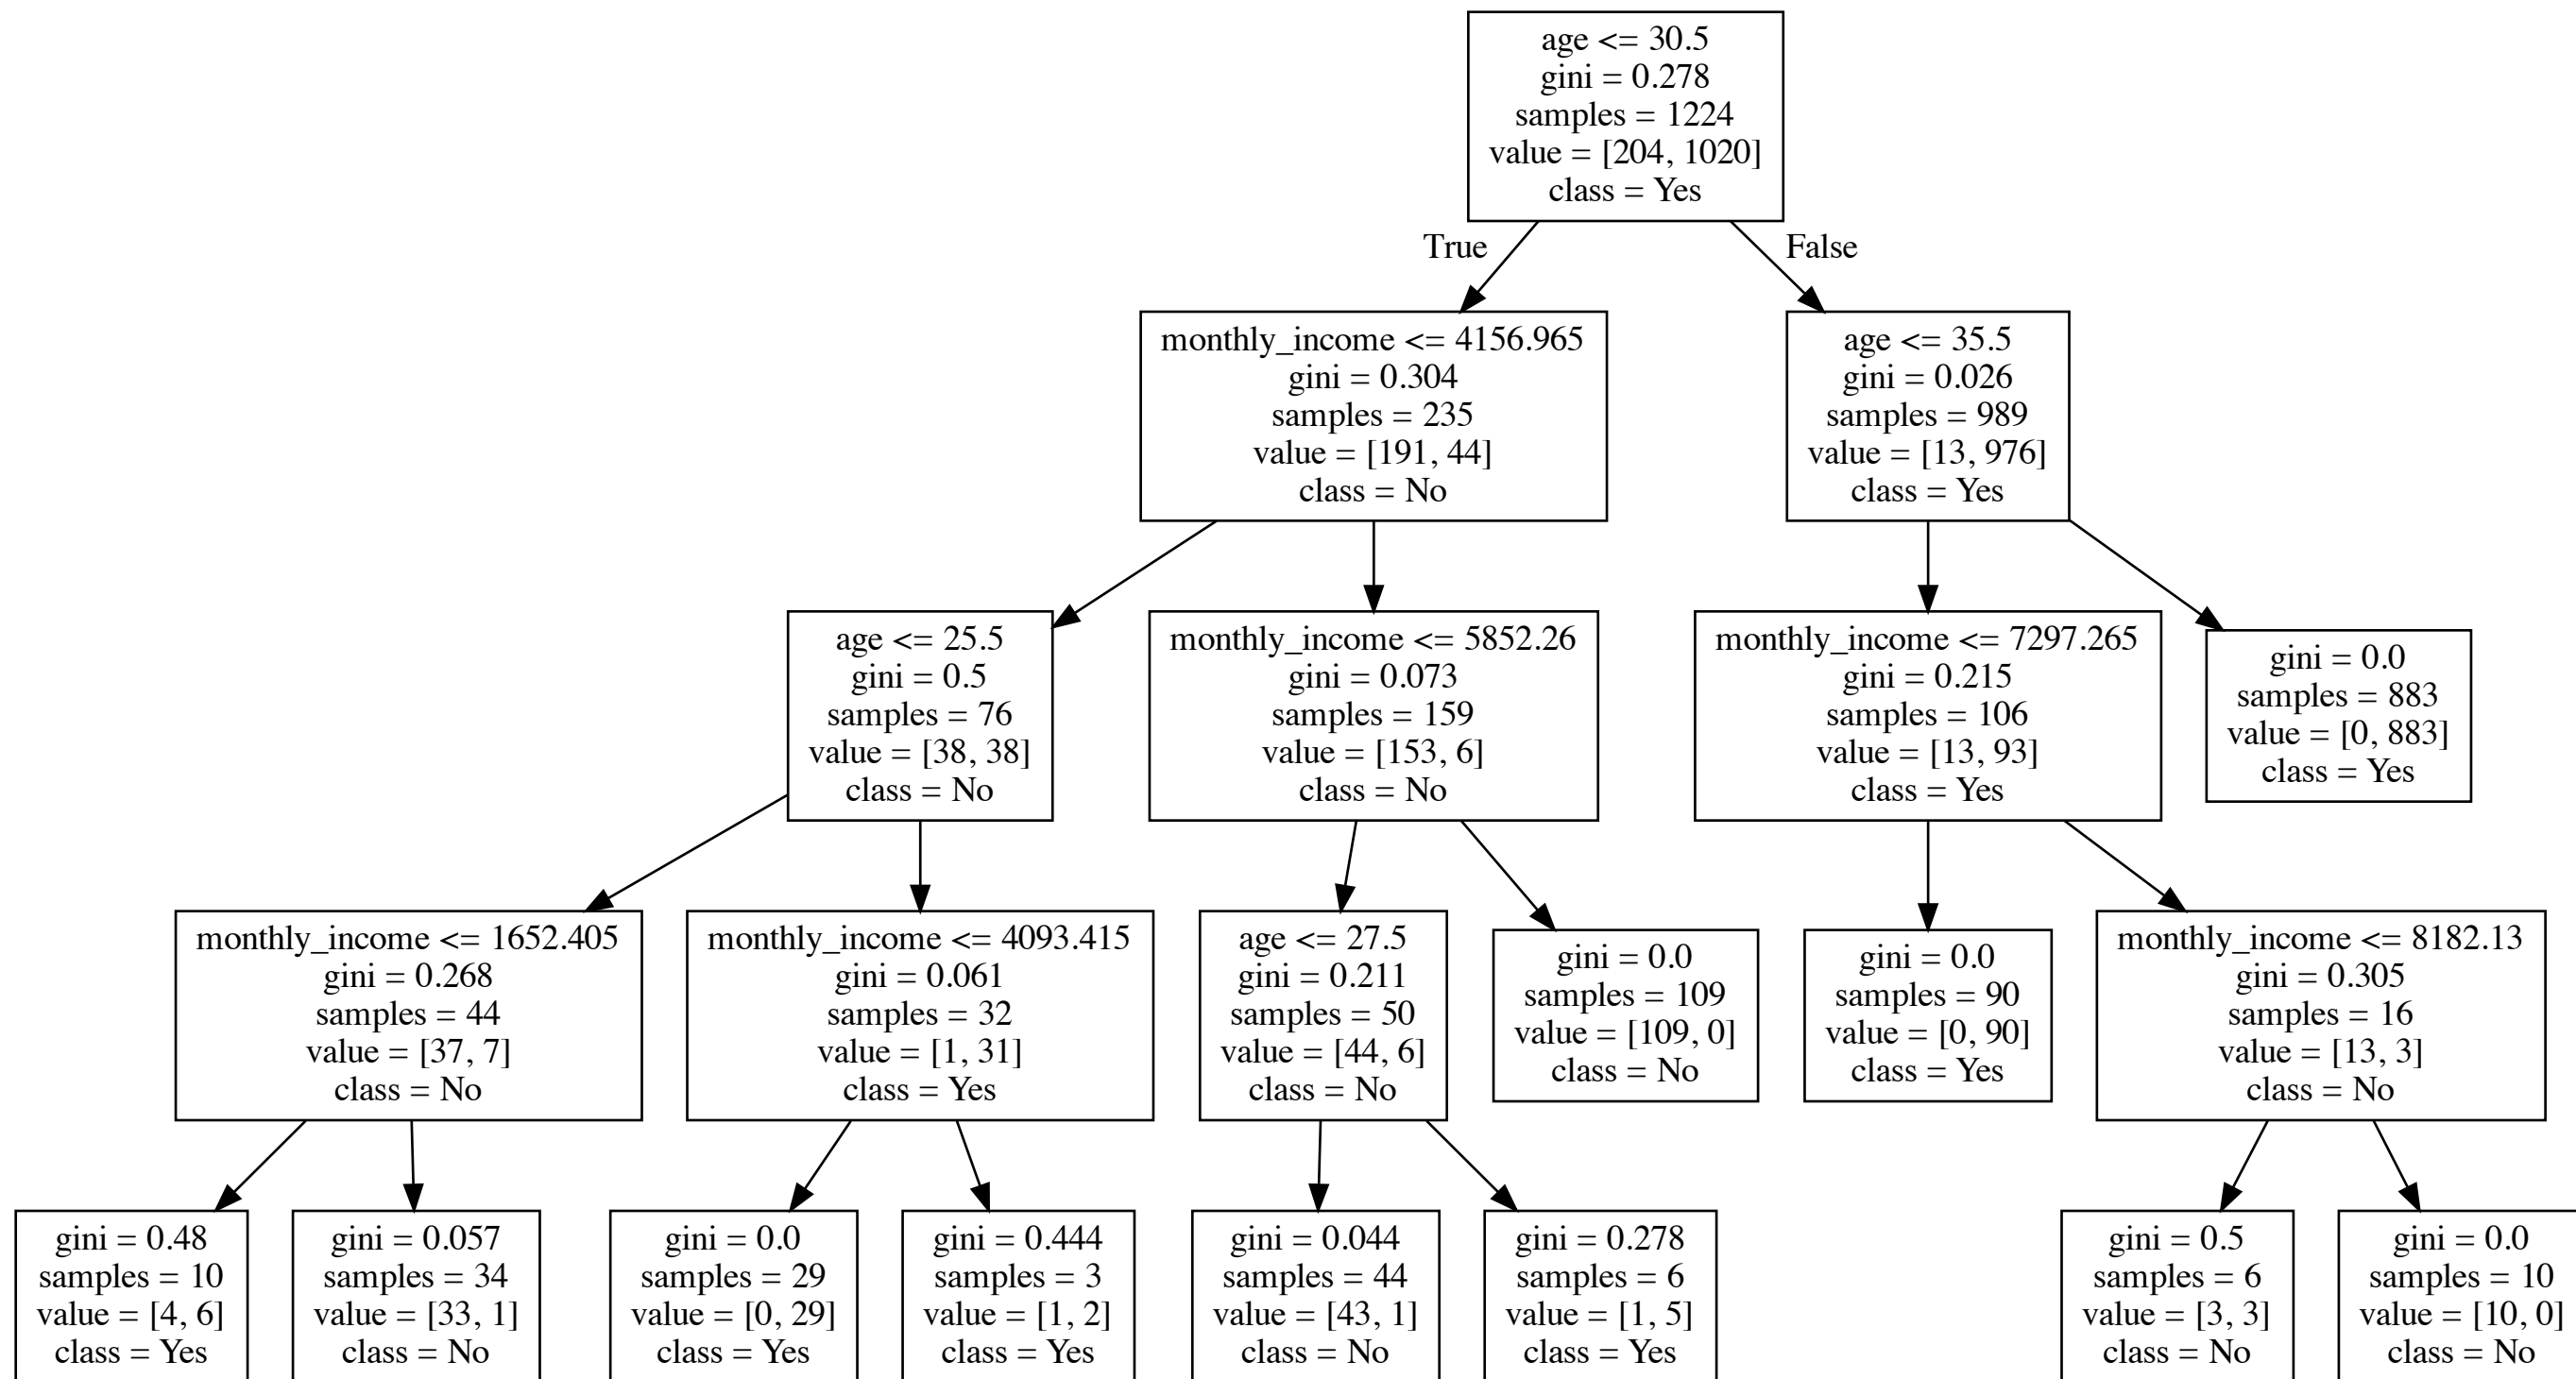 age <= 30.5
gini = 0.278
samples = 1224
value = [204, 1020]
class = Yes
True
False
monthly_income <= 4156.965
gini = 0.304
samples = 235
value = [191, 44]
class = No
age <= 35.5
gini = 0.026
samples = 989
value = [13, 976]
class = Yes
age <= 25.5
gini = 0.5
samples = 76
value = [38, 38]
class = No
monthly_income <= 5852.26
gini = 0.073
samples = 159
value = [153, 6]
class = No
monthly_income <= 7297.265
gini = 0.215
samples = 106
value = [13, 93]
class = Yes
gini = 0.0
samples = 883
value = [0, 883]
class = Yes
monthly_income <= 1652.405
gini = 0.268
samples = 44
value = [37, 7]
class = No
monthly_income <= 4093.415
gini = 0.061
samples = 32
value = [1, 31]
class = Yes
age <= 27.5
gini = 0.211
samples = 50
value = [44, 6]
class = No
gini = 0.0
samples = 109
value = [109, 0]
class = No
gini = 0.0
samples = 90
value = [0, 90]
class = Yes
monthly_income <= 8182.13
gini = 0.305
samples = 16
value = [13, 3]
class = No
gini = 0.48
samples = 10
value = [4, 6]
class = Yes
gini = 0.057
samples = 34
value = [33, 1]
class = No
gini = 0.0
samples = 29
value = [0, 29]
class = Yes
gini = 0.444
samples = 3
value = [1, 2]
class = Yes
gini = 0.044
samples = 44
value = [43, 1]
class = No
gini = 0.278
samples = 6
value = [1, 5]
class = Yes
gini = 0.5
samples = 6
value = [3, 3]
class = No
gini = 0.0
samples = 10
value = [10, 0]
class = No